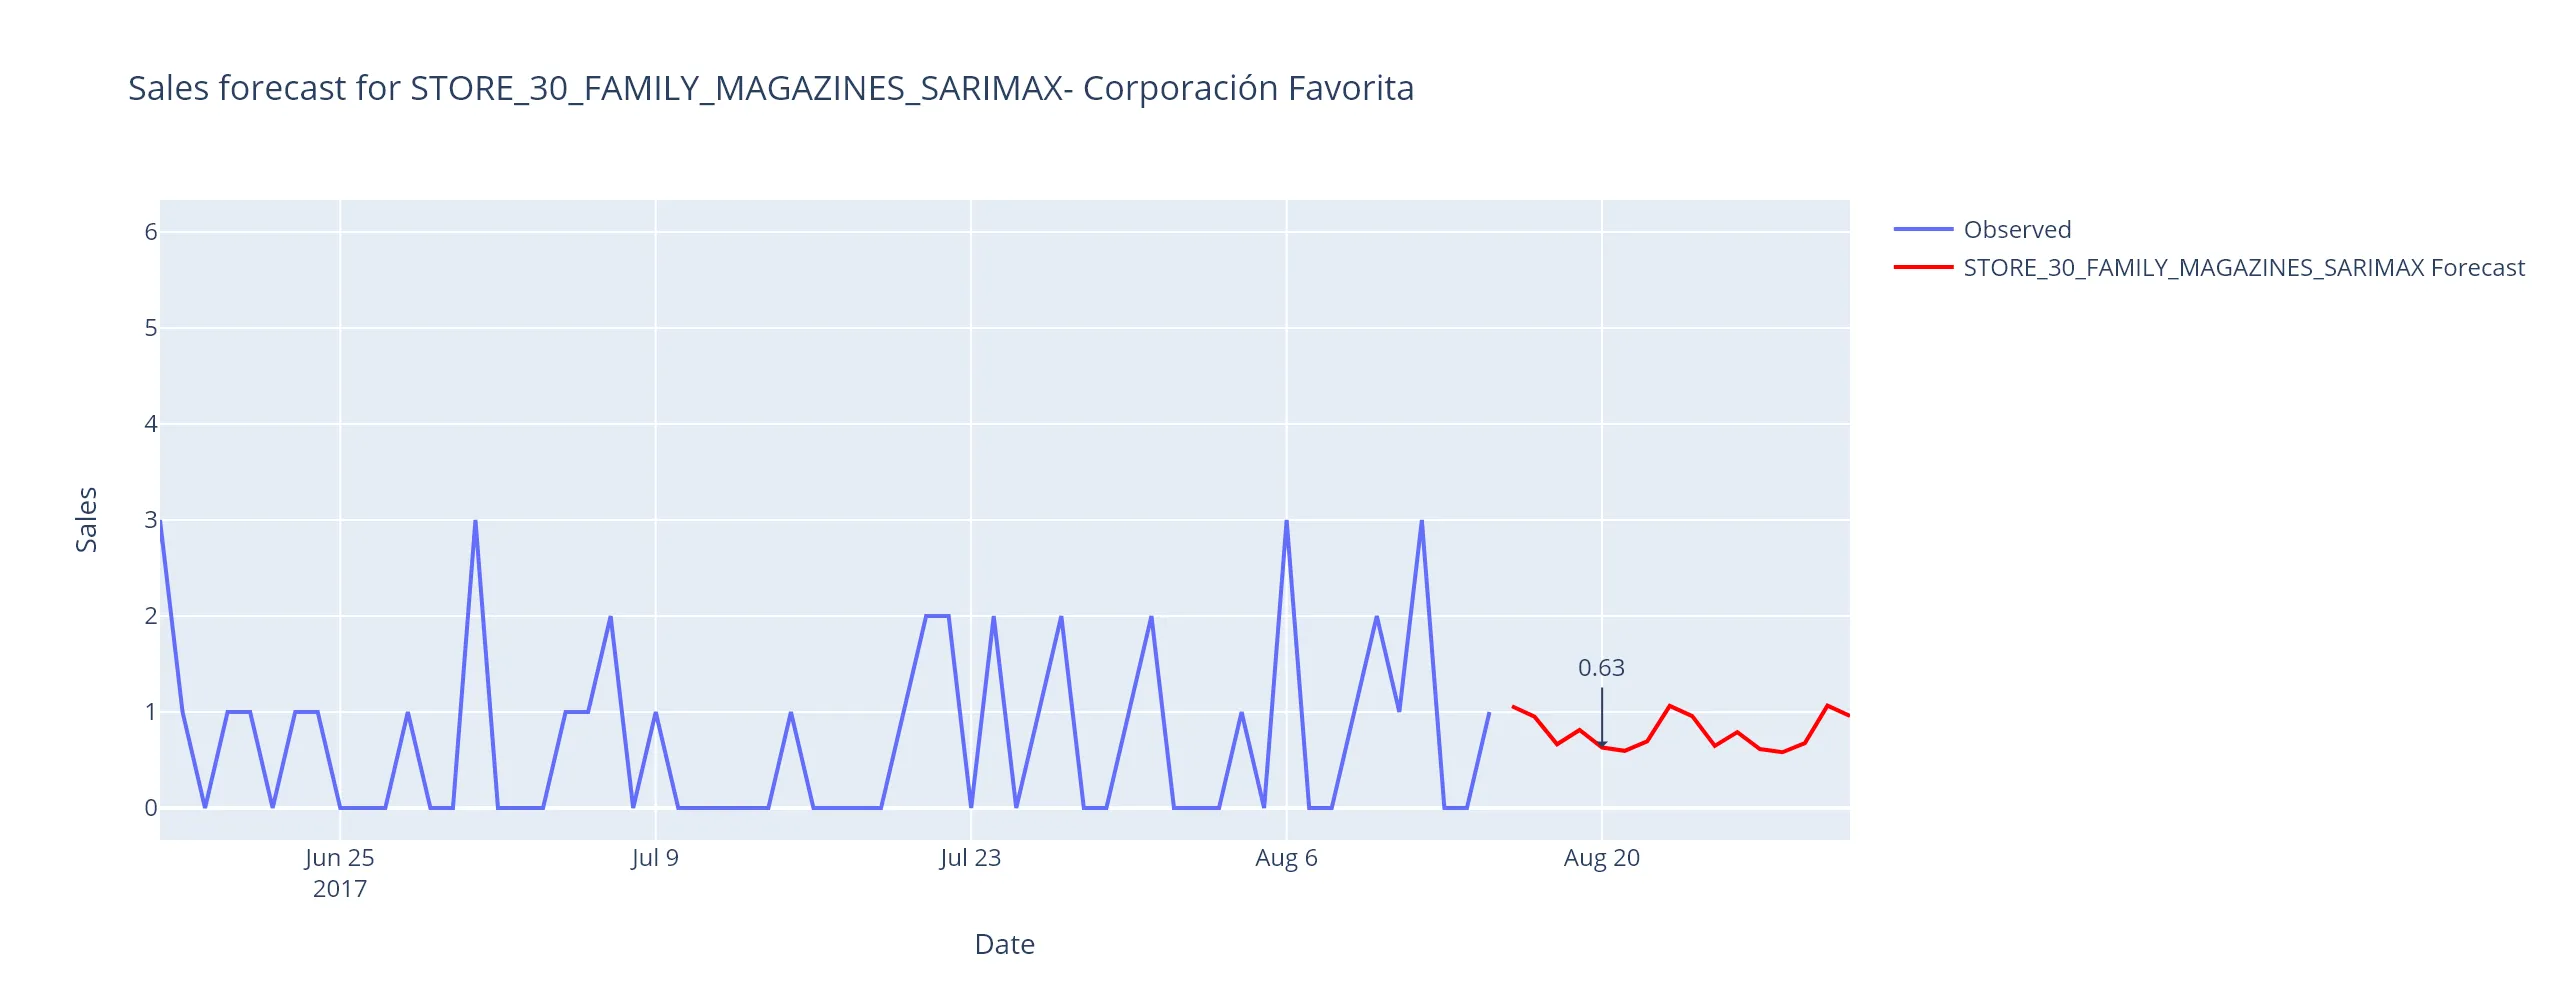 Sales forecast for STORE_30_FAMILY_MAGAZINES_SARIMAX- Corporación Favorita
Observed
STORE_30_FAMILY_MAGAZINES_SARIMAX Forecast
Sales
6
5
4
3
2
1
0
0.63
Jun 25
2017
Jul 9
Jul 23
Aug 6
Aug 20
Date